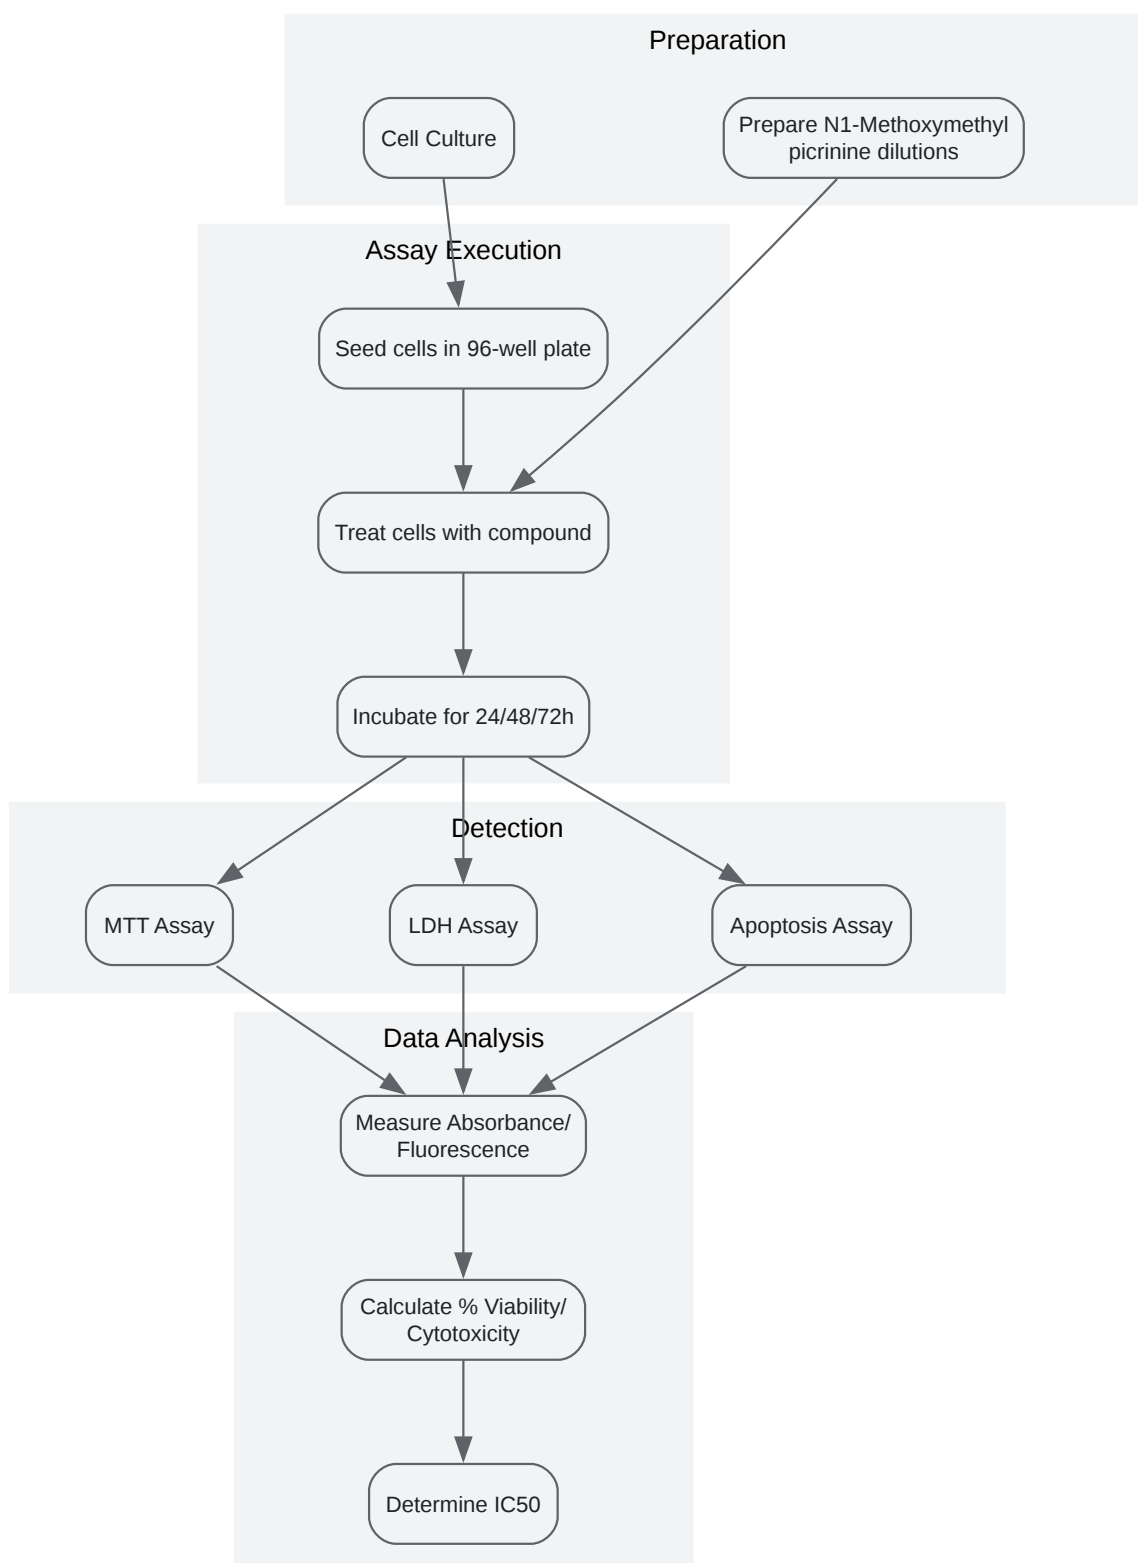 Preparation
Cell Culture
Prepare N1-Methoxymethyl
picrinine dilutions
Assay Execution
Seed cells in 96-well plate
Treat cells with compound
Incubate for 24/48/72h
Detection
MTT Assay
LDH Assay
Apoptosis Assay
Data Analysis
Measure Absorbance/
Fluorescence
Calculate % Viability/
Cytotoxicity
Determine IC50